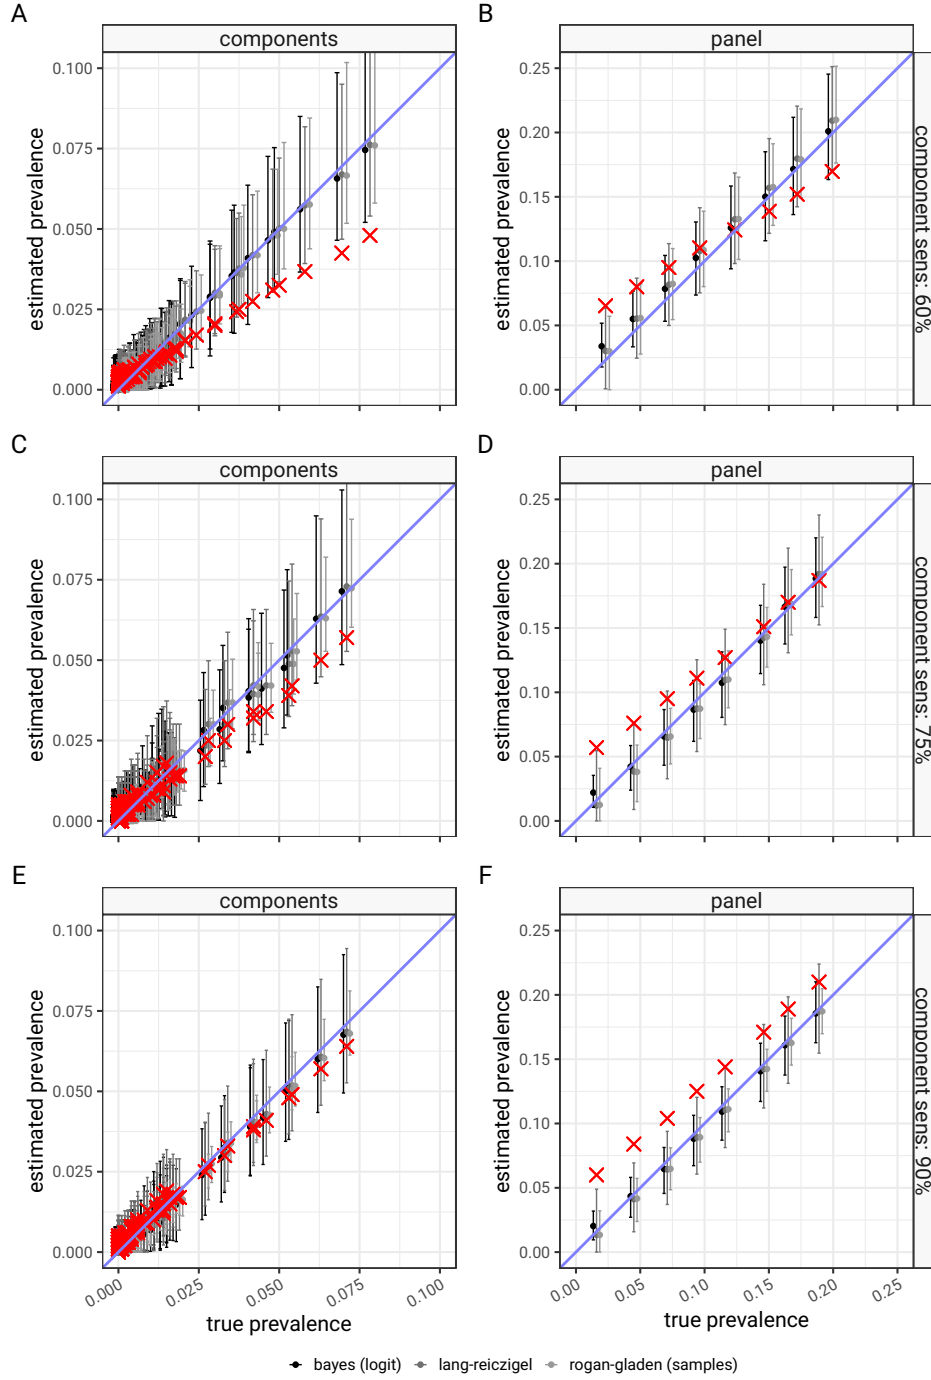 A
B
components
panel
estimated prevalence
0.100
0.075
0.050
0.025
0.000
estimated prevalence
0.25
0.20
0.15
0.10
0.05
0.00
component sens: 60%
C
D
components
panel
estimated prevalence
0.100
0.075
0.050
0.025
0.000
estimated prevalence
0.25
0.20
0.15
0.10
0.05
0.00
component sens: 75%
E
F
components
panel
estimated prevalence
0.100
0.075
0.050
0.025
0.000
estimated prevalence
0.25
0.20
0.15
0.10
0.05
0.00
component sens: 90%
0.000 0.025 0.050 0.075 0.100
0.00 0.05 0.10 0.15 0.20 0.25
true prevalence
true prevalence
bayes (logit) lang-reiczigel rogan-gladen (samples)